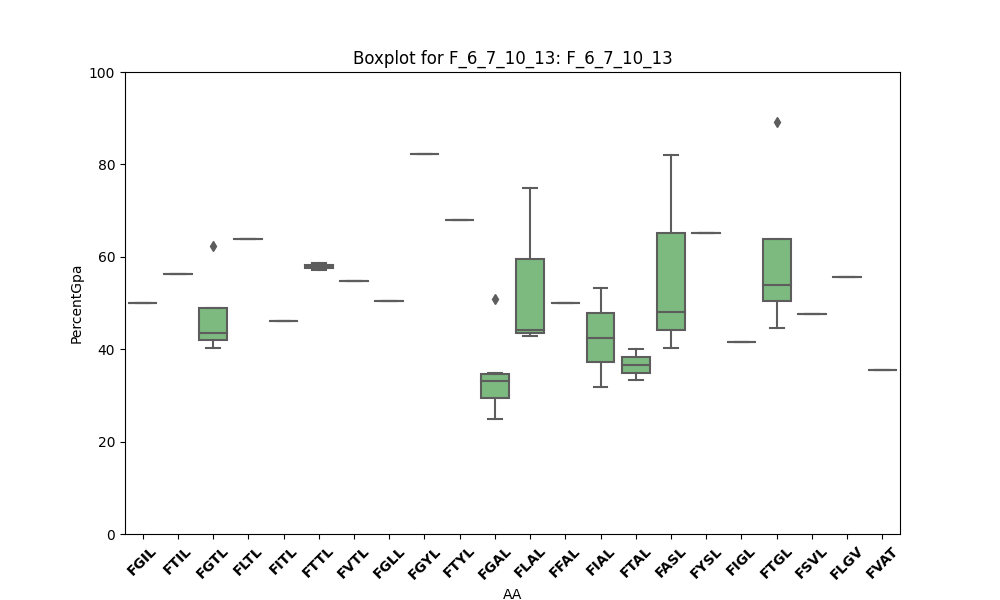 Boxplot for F_6_7_10_13: F_6_7_10_13
100
80
60
40
20
0
PercentGpa
FGIL FTIL FGTL FLTL FITL FTTL FVTL FGLL FGYL FTYL FGAL FLAL FFAL FIAL FTAL FASL FYSL FIGL FTGL FSVL FLGV FVAT
AA